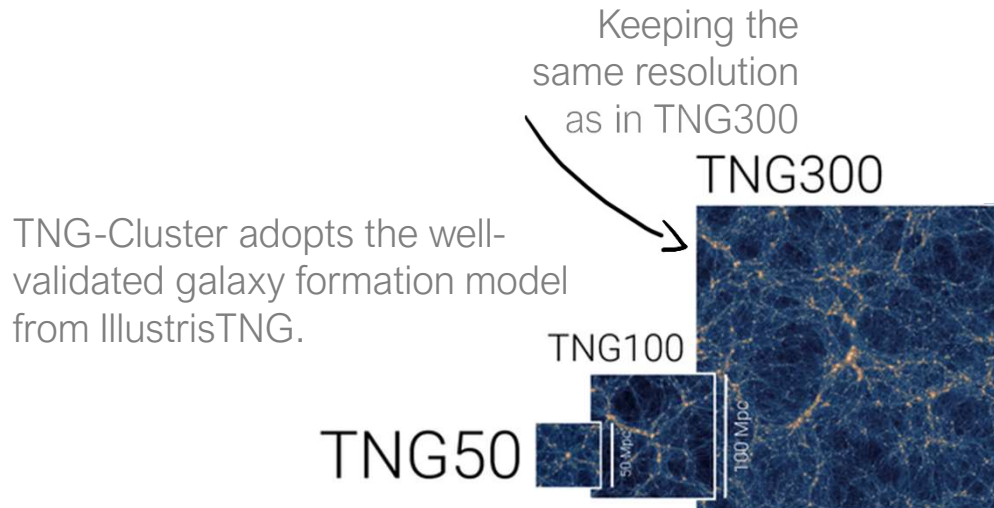 Keeping the
same resolution
as in TNG300
TNG300
TNG-Cluster adopts the well-
validated galaxy formation model
from IllustrisTNG.
TNG100
100 Mpc
TNG50
50 Mpc